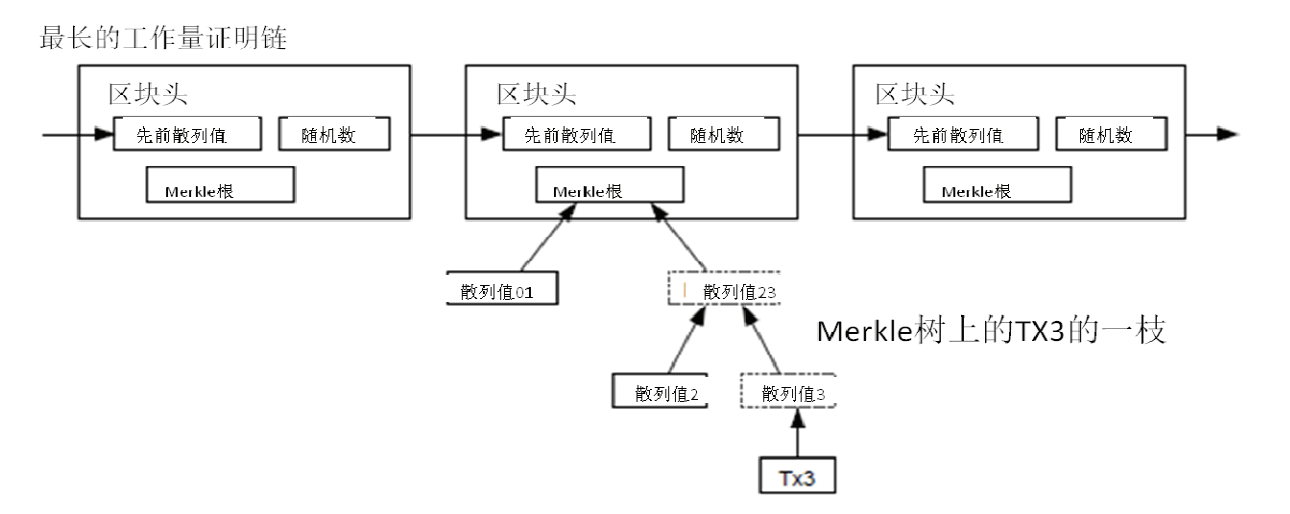 最长的工作量证明链
区块头 区块头 区块头
先前散列值 随机数 先前散列值 随机数 先前散列值 随机数
Merkle根 Merkle根 Merkle根
散列值01 散列值23
Merkle树上的TX3的一枝
散列值2 散列值3
Tx3